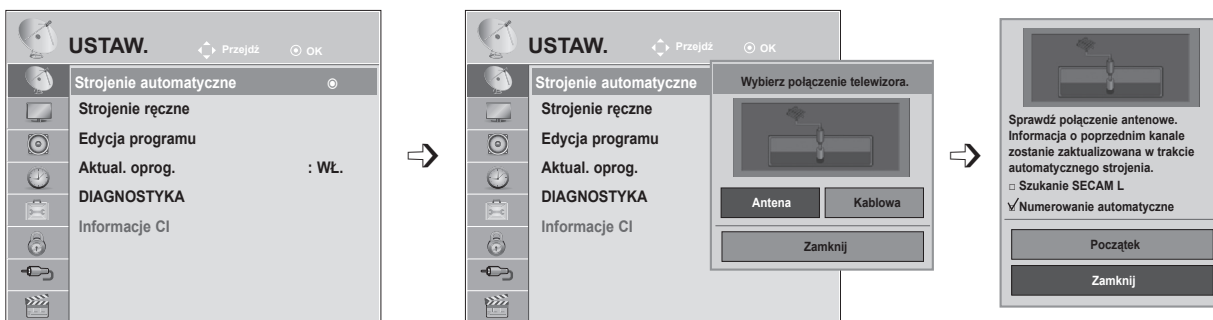 USTAW. Przejdź OK
Strojenie automatyczne
Strojenie ręczne
Edycja programu
Aktual. oprog. : WŁ.
DIAGNOSTYKA
Informacje CI
USTAW. Przejdź OK
Strojenie automatyczne
Strojenie ręczne
Edycja programu
Aktual. oprog.
DIAGNOSTYKA
Informacje CI
Wybierz połączenie telewizora.
Antena Kablowa
Zamknij
Sprawdź połączenie antenowe.
Informacja o poprzednim kanale
zostanie zaktualizowana w trakcie
automatycznego strojenia.
□ Szukanie SECAM L
☑ Numerowanie automatyczne
Początek
Zamknij